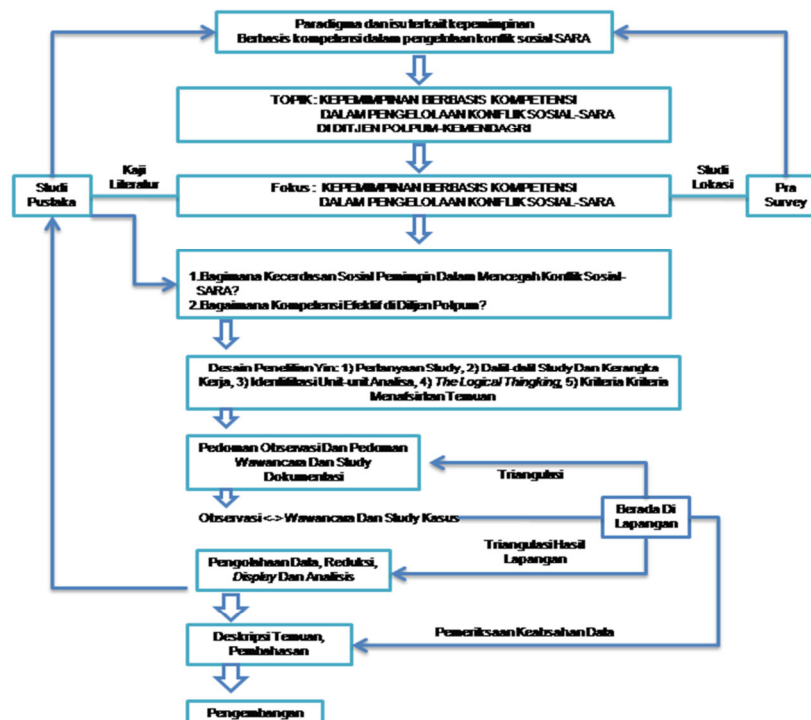 Paradigma dan isu terkait kepemimpinan
Berbasis kompetensi dalam pengelolaan konflik sosial-SARA
TOPIK : KEPEMIMPINAN BERBASIS KOMPETENSI
DALAM PENGELOLAAN KONFLIK SOSIAL-SARA
DI DITJEN POLPUM-KEMENDAGRI
Studi
Pustaka
Kaji
Literatur
Fokus : KEPEMIMPINAN BERBASIS KOMPETENSI
DALAM PENGELOLAAN KONFLIK SOSIAL-SARA
Studi
Lokasi
Pra
Survey
1.Bagimana Kecerdasan Sosial Pemimpin Dalam Mencegah Konflik Sosial-
SARA?
2.Bagaimana Kompetensi Efektif di Ditjen Polpum?
Desain Penelitian Yin: 1) Pertanyaan Study, 2) Dalil-dalil Study Dan Kerangka
Kerja, 3) Identifikasi Unit-unit Analisa, 4) The Logical Thingking, 5) Kriteria Kriteria
Menafsirkan Temuan
Pedoman Observasi Dan Pedoman
Wawancara Dan Study
Dokumentasi
Triangulasi
Observasi <-> Wawancara Dan Study Kasus
Berada Di
Lapangan
Triangulasi Hasil
Lapangan
Pengolahaan Data, Reduksi,
Display Dan Analisis
Deskripsi Temuan,
Pembahasan
Pemeriksaan Keabsahan Data
Pengembangan